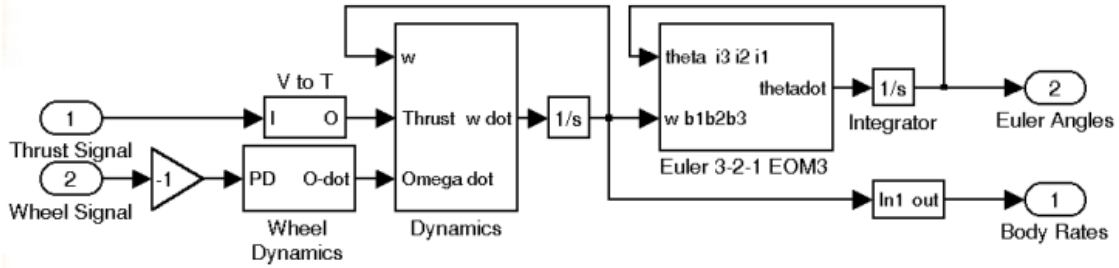 w
theta i3 i2 i1
V to T
thetadot
1/s
2
1
I
O
Thrust
w dot
1/s
w b1b2b3
Integrator
Euler Angles
Thrust Signal
Euler 3-2-1 EOM3
2
-1
PD
O-dot
Omega dot
In1
out
1
Wheel Signal
Wheel
Dynamics
Dynamics
Body Rates